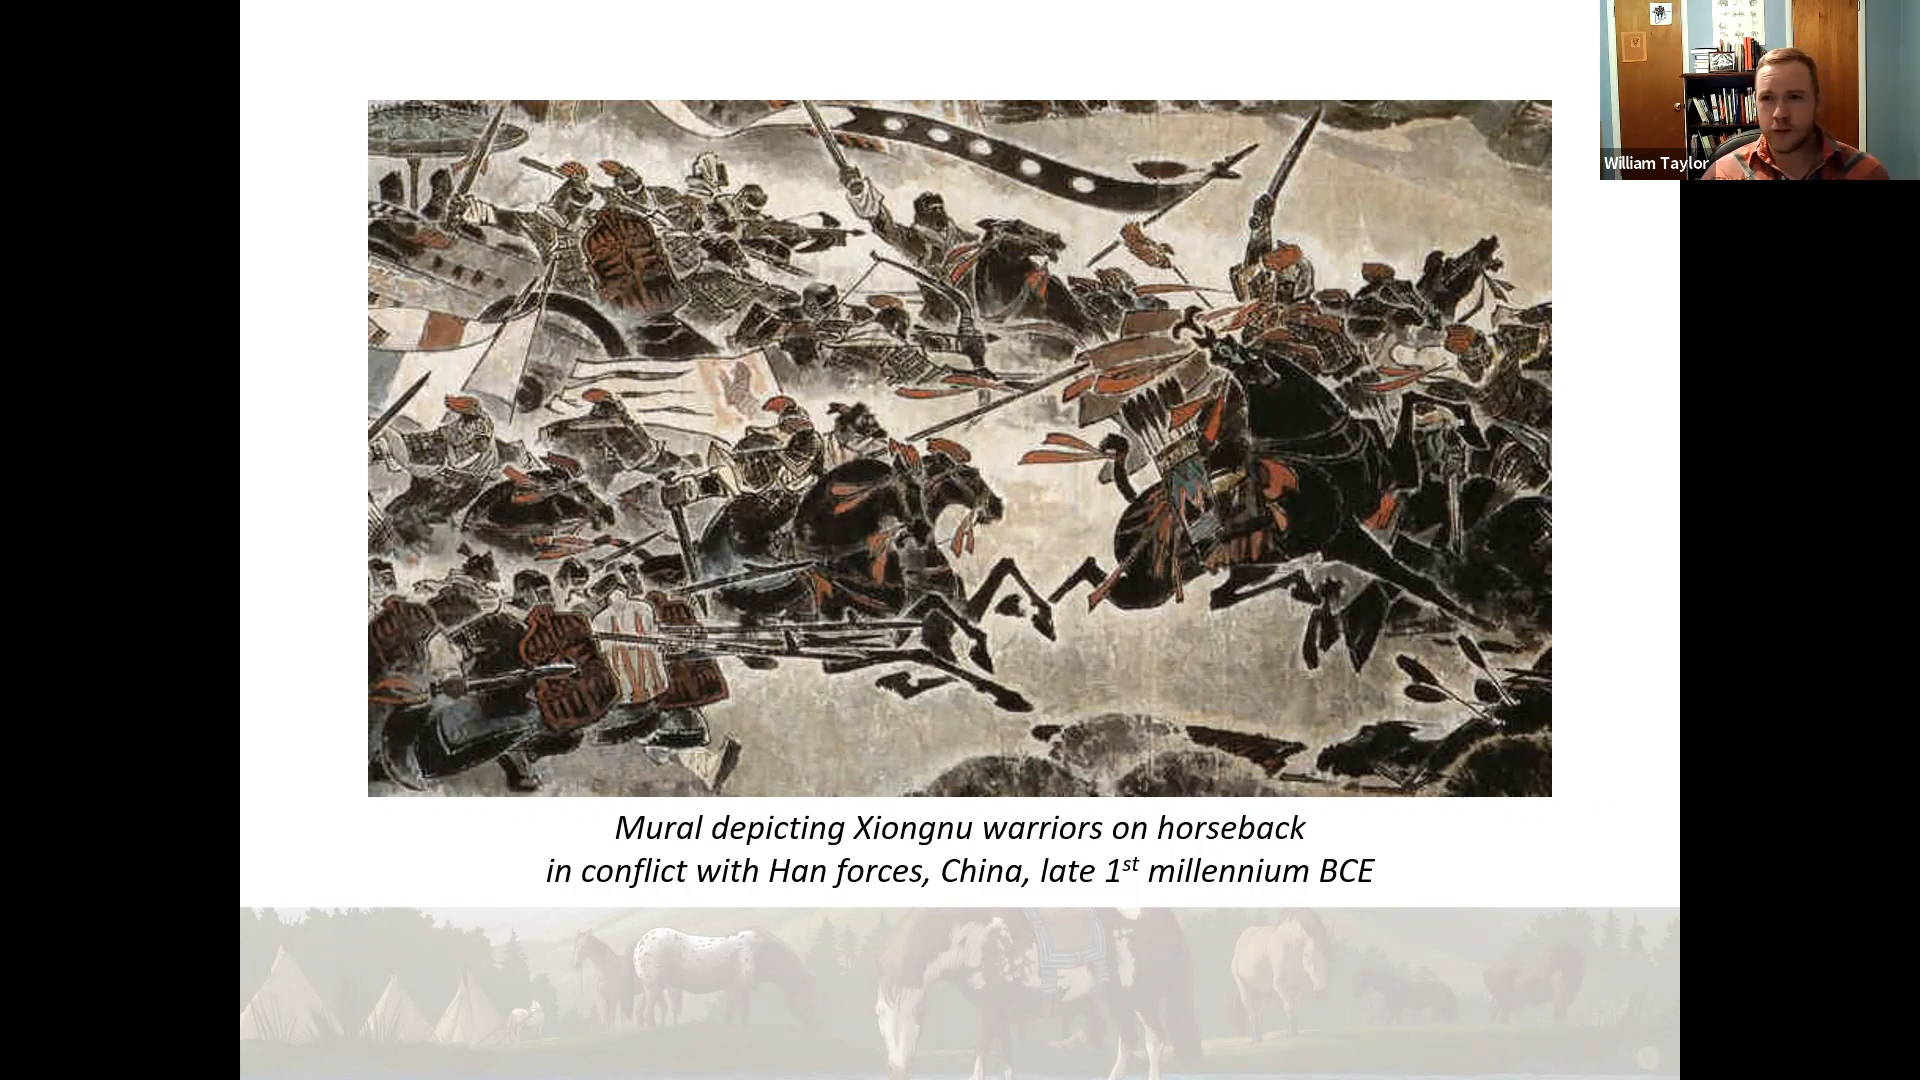 William Taylor
Mural depicting Xiongnu warriors on horseback
in conflict with Han forces, China, late 1st millennium BCE